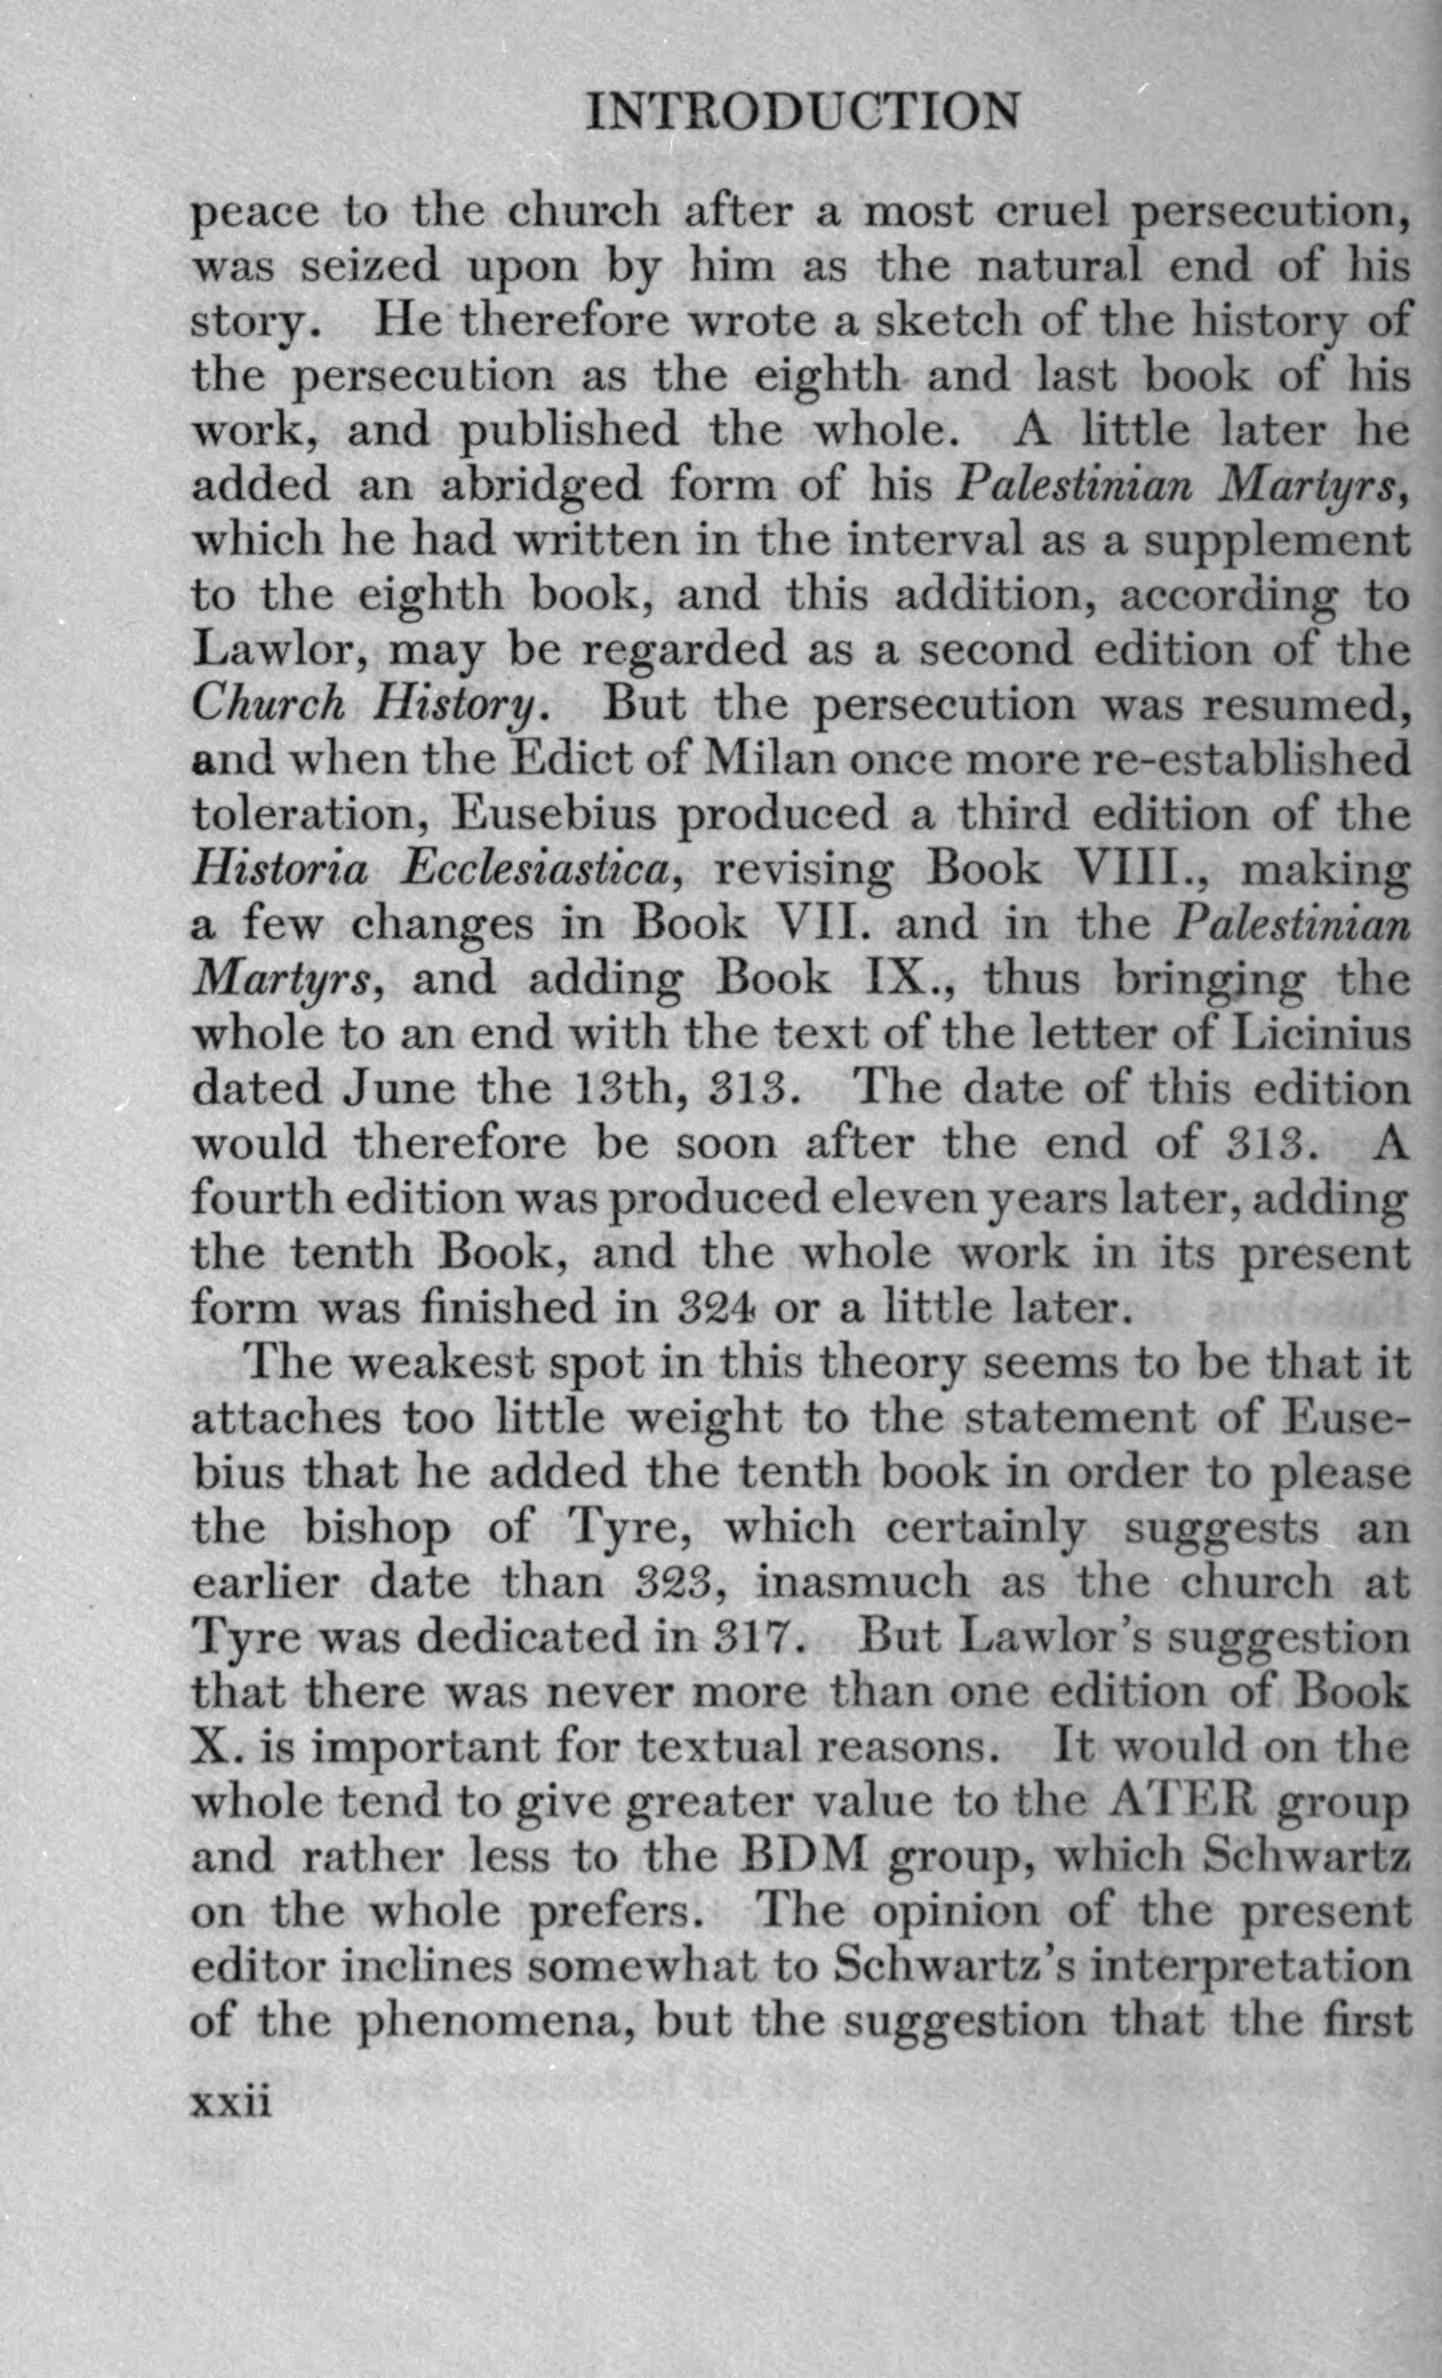 INTRODUCTION
peace to the church after a most cruel persecution,
was seized upon by him as the natural end of his
story. He therefore wrote a sketch of the history of
the persecution as the eighth and last book of his
work, and published the whole. A little later he
added an abridged form of his Palestinian Martyrs,
which he had written in the interval as a supplement
to the eighth book, and this addition, according to
Lawlor, may be regarded as a second edition of the
Church History. But the persecution was resumed,
and when the Edict of Milan once more re-established
toleration, Eusebius produced a third edition of the
Historia Ecclesiastica, revising Book VIII., making
a few changes in Book VII. and in the Palestinian
Martyrs, and adding Book IX., thus bringing the
whole to an end with the text of the letter of Licinius
dated June the 13th, 313. The date of this edition
would therefore be soon after the end of 313. A
fourth edition was produced eleven years later, adding
the tenth Book, and the whole work in its present
form was finished in 324 or a little later.
The weakest spot in this theory seems to be that it
attaches too little weight to the statement of Euse-
bius that he added the tenth book in order to please
the bishop of Tyre, which certainly suggests an
earlier date than 323, inasmuch as the church at
Tyre was dedicated in 317. But Lawlor's suggestion
that there was never more than one edition of Book
X. is important for textual reasons. It would on the
whole tend to give greater value to the ATER group
and rather less to the BDM group, which Schwartz
on the whole prefers. The opinion of the present
editor inclines somewhat to Schwartz's interpretation
of the phenomena, but the suggestion that the first
xxii